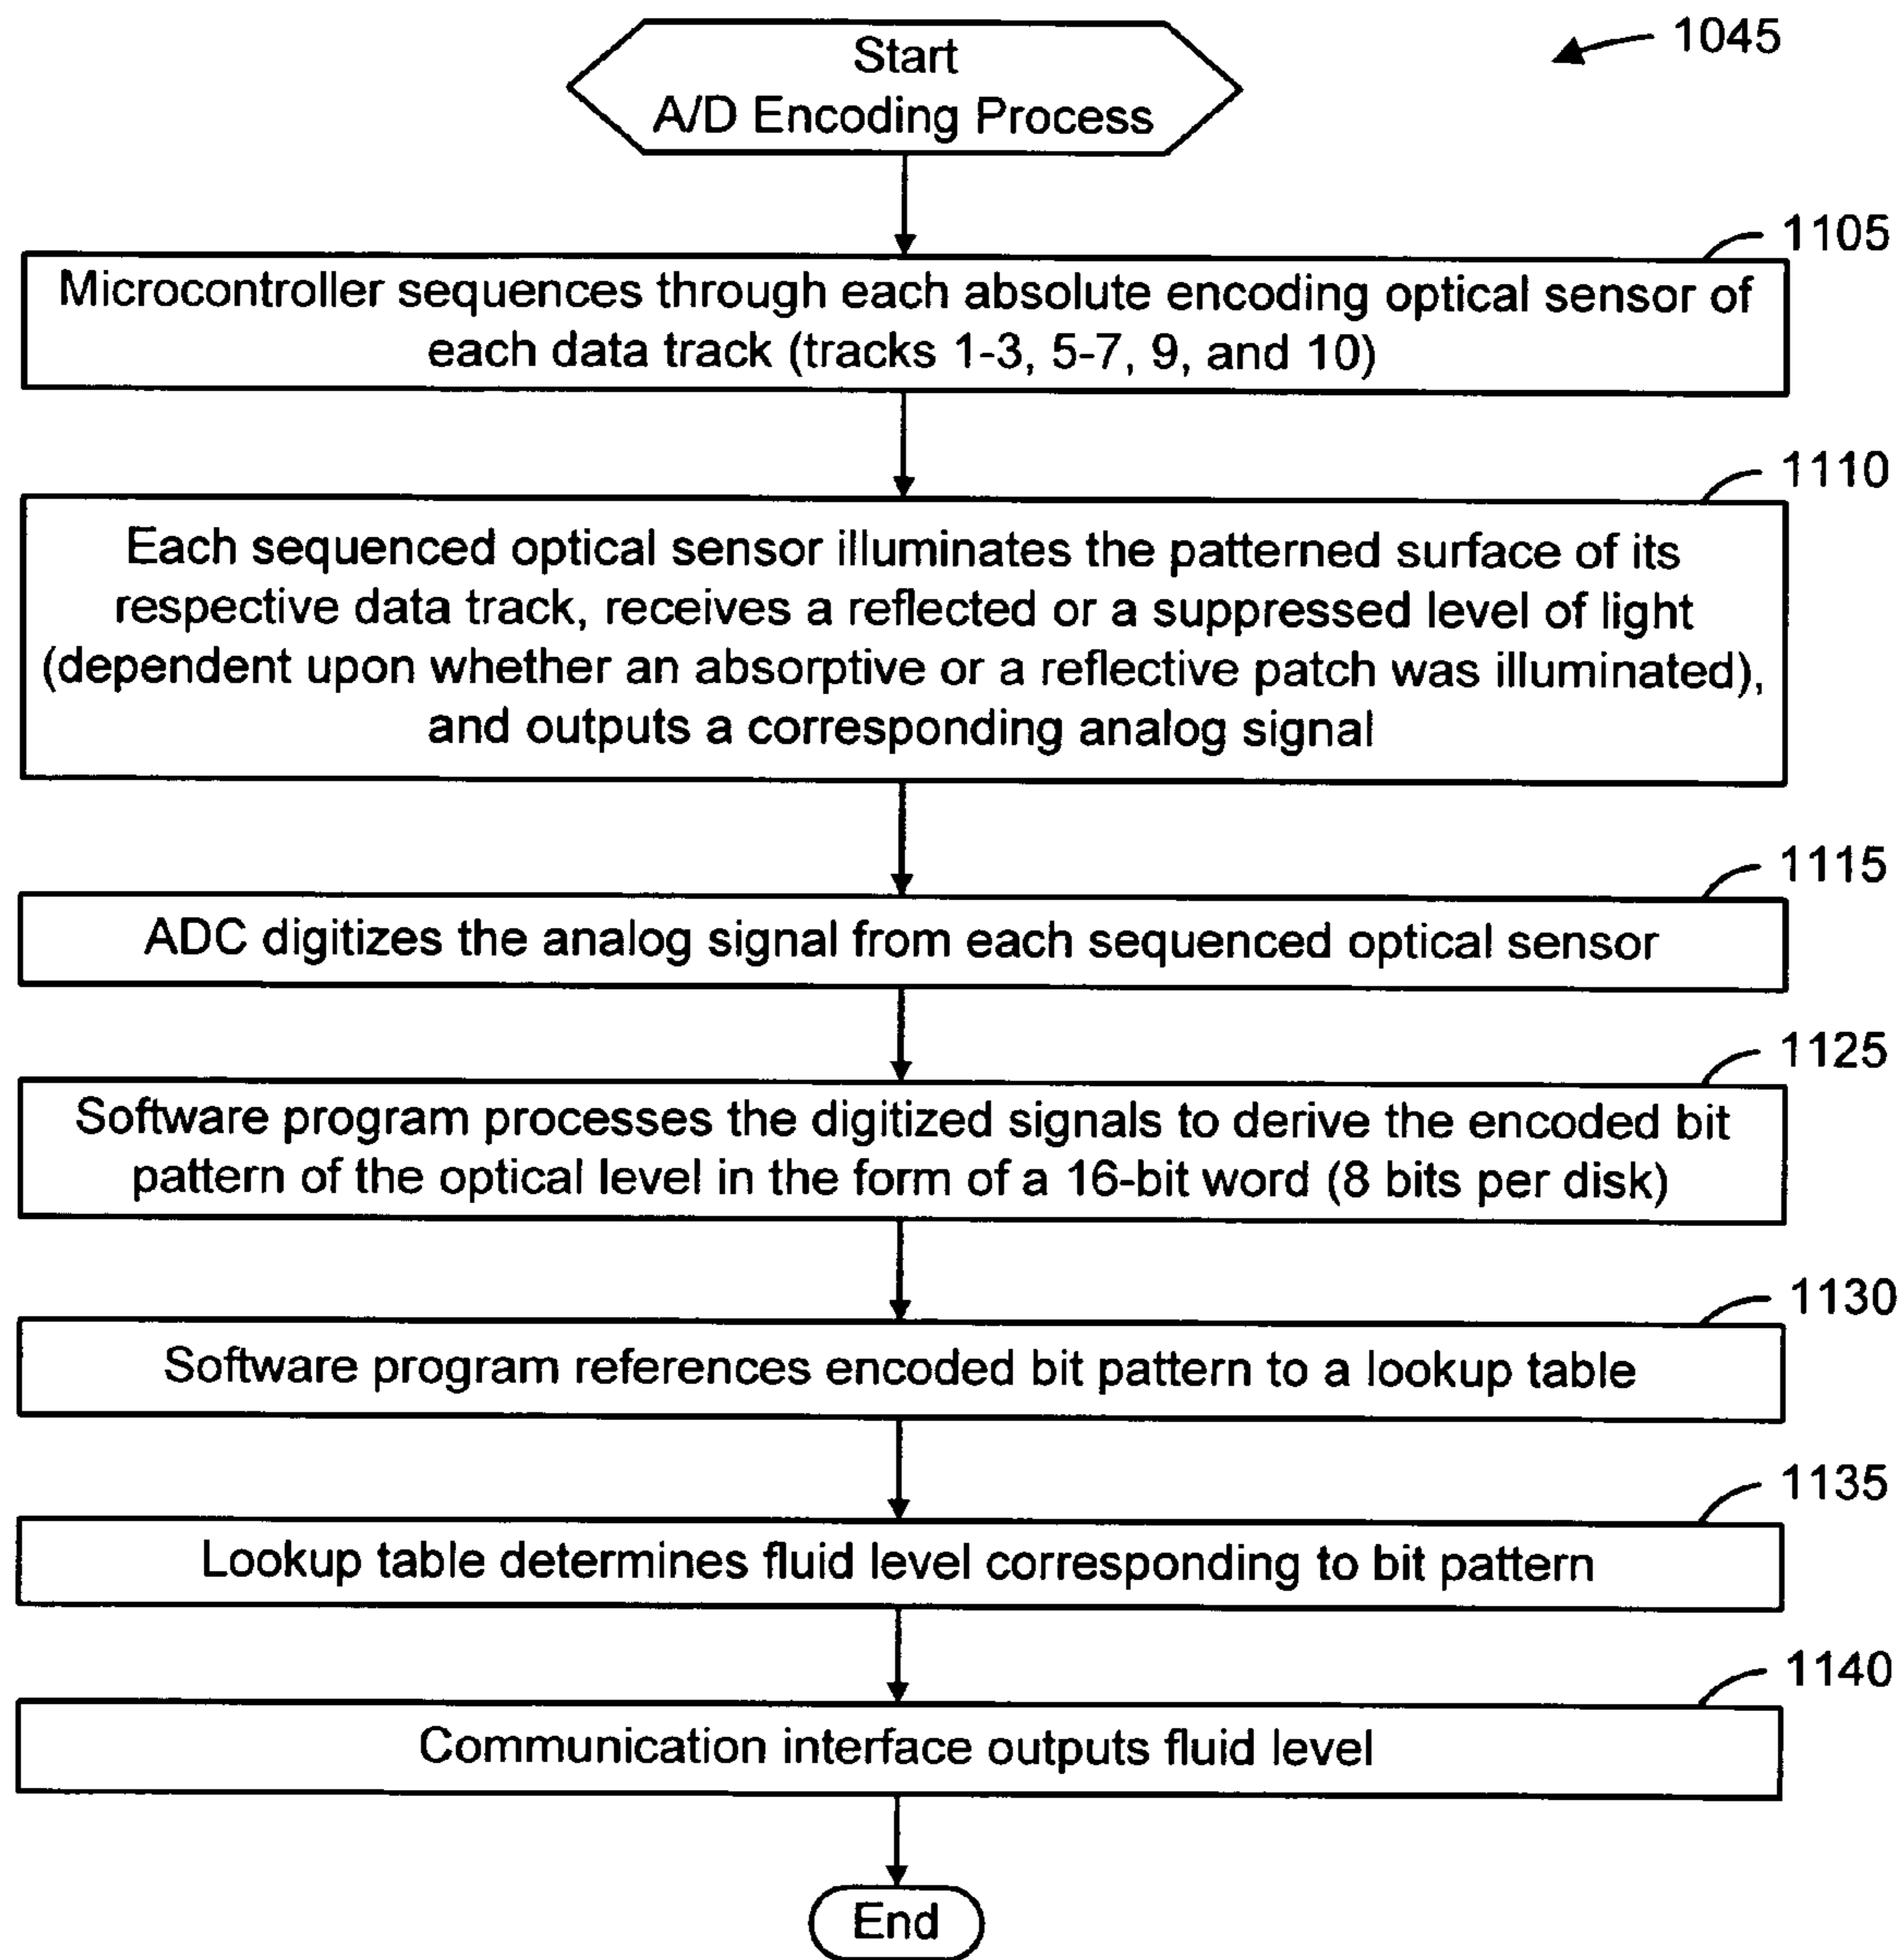 Start
A/D Encoding Process
1045
1105
Microcontroller sequences through each absolute encoding optical sensor of
each data track (tracks 1-3, 5-7, 9, and 10)
1110
Each sequenced optical sensor illuminates the patterned surface of its
respective data track, receives a reflected or a suppressed level of light
(dependent upon whether an absorptive or a reflective patch was illuminated),
and outputs a corresponding analog signal
1115
ADC digitizes the analog signal from each sequenced optical sensor
1125
Software program processes the digitized signals to derive the encoded bit
pattern of the optical level in the form of a 16-bit word (8 bits per disk)
1130
Software program references encoded bit pattern to a lookup table
1135
Lookup table determines fluid level corresponding to bit pattern
1140
Communication interface outputs fluid level
End